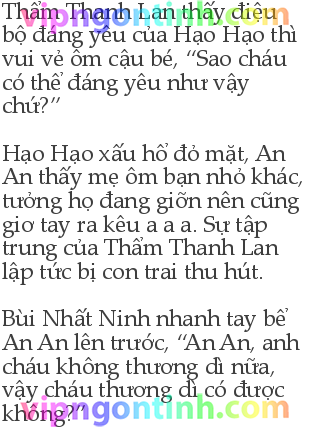 Thẩm Thanh Lan thấy điệu
bộ đáng yêu của Hạo Hạo thì
vui vẻ ôm cậu bé, “Sao cháu
có thể đáng yêu như vậy
chứ?”
Hạo Hạo xấu hổ đỏ mặt, An
An thấy mẹ ôm bạn nhỏ khác,
tưởng họ đang giỡn nên cũng
giơ tay ra kêu a a a. Sự tập
trung của Thẩm Thanh Lan
lập tức bị con trai thu hút.
Bùi Nhất Ninh nhanh tay bế
An An lên trước, “An An, anh
cháu không thương dì nữa,
vậy cháu thương dì có được
không?”
vipngontinh.com
vipngontinh.com